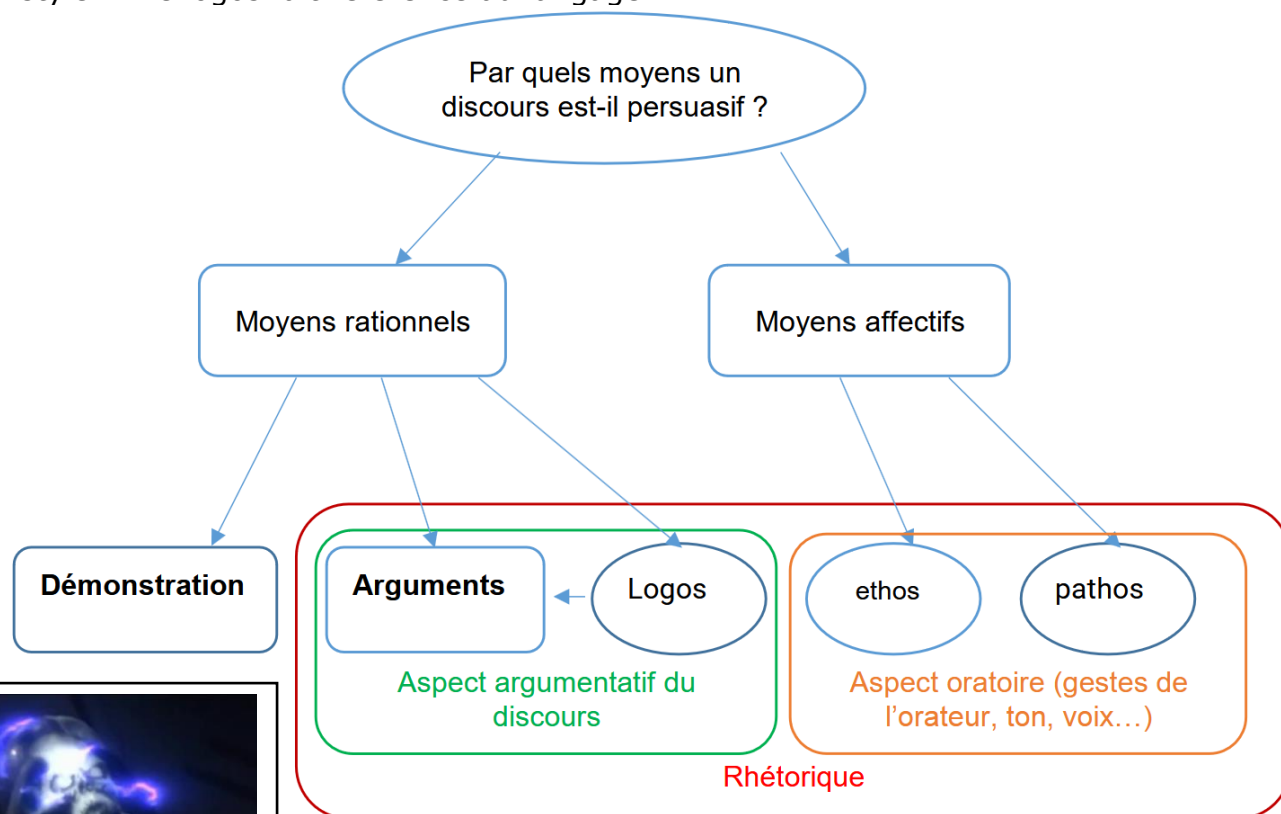 Par quels moyens un
discours est-il persuasif ?
Moyens rationnels
Moyens affectifs
Démonstration
Arguments
Logos
ethos
pathos
Aspect argumentatif du
discours
Aspect oratoire (gestes de
l’orateur, ton, voix…)
Rhétorique